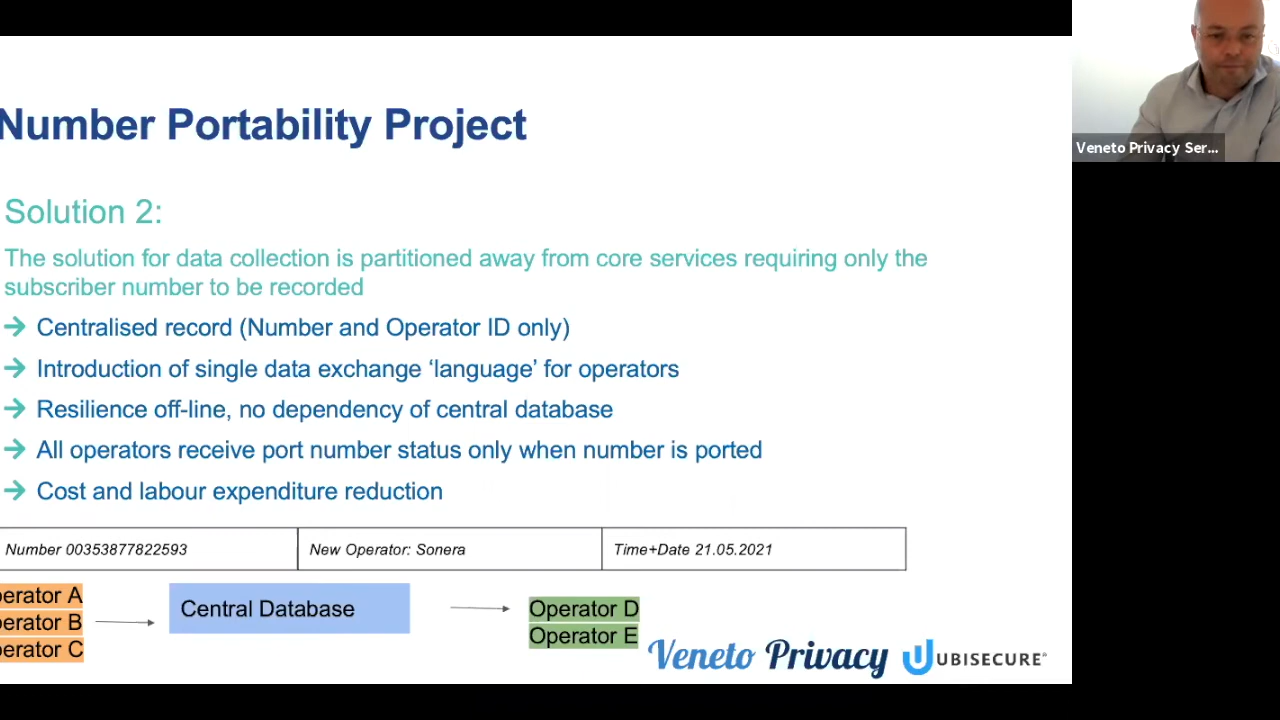 Number Portability Project
Veneto Privacy Ser...
Solution 2:
The solution for data collection is partitioned away from core services requiring only the
subscriber number to be recorded
→ Centralised record (Number and Operator ID only)
→ Introduction of single data exchange ‘language’ for operators
→ Resilience off-line, no dependency of central database
→ All operators receive port number status only when number is ported
→ Cost and labour expenditure reduction
Number 00353877822593
New Operator: Sonera
Time+Date 21.05.2021
perator A
perator B
perator C
Central Database
Operator D
Operator E
Veneto Privacy
UBISECURE